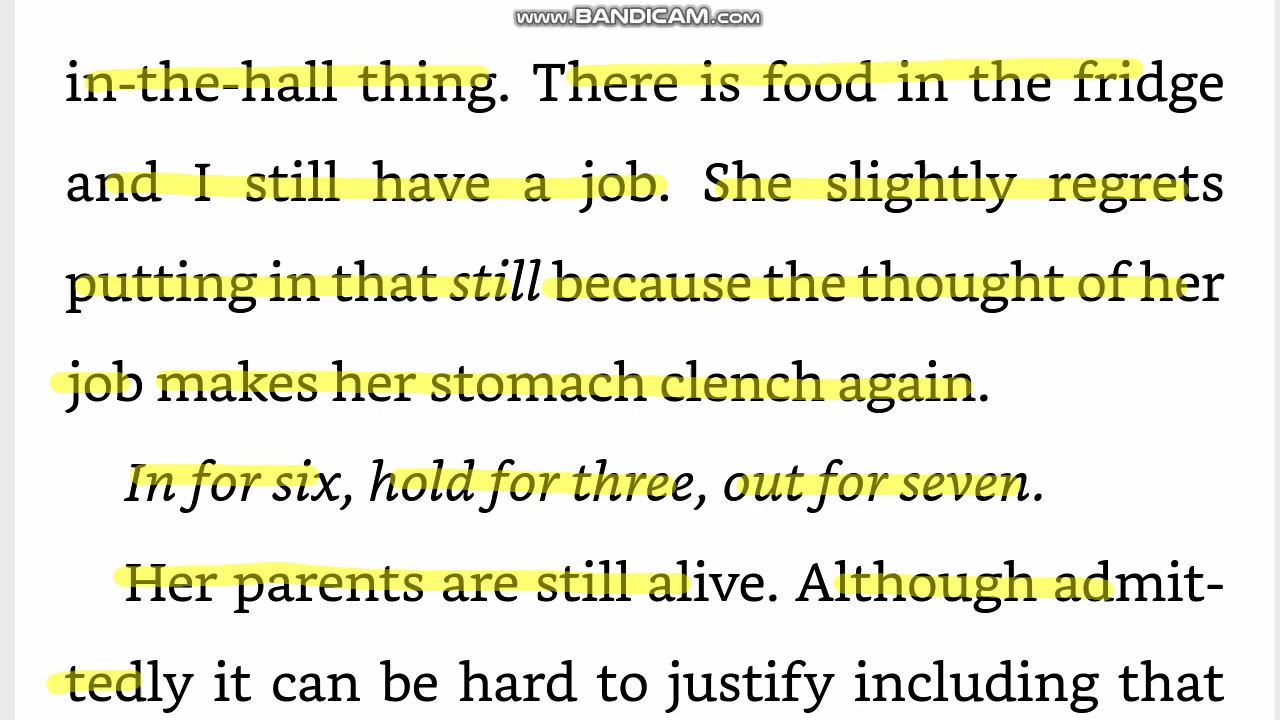 www.BANDICAM.com
in-the-hall thing. There is food in the fridge
and I still have a job. She slightly regrets
putting in that still because the thought of her
job makes her stomach clench again.
In for six, hold for three, out for seven.
Her parents are still alive. Although admit-
tedly it can be hard to justify including that